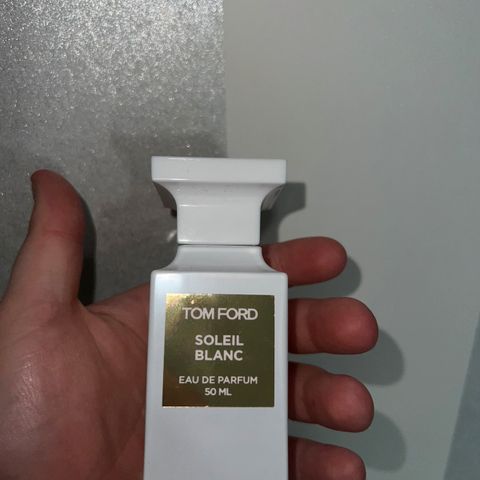 TOM FORD
SOLEIL
BLANC
EAU DE PARFUM
50 ML